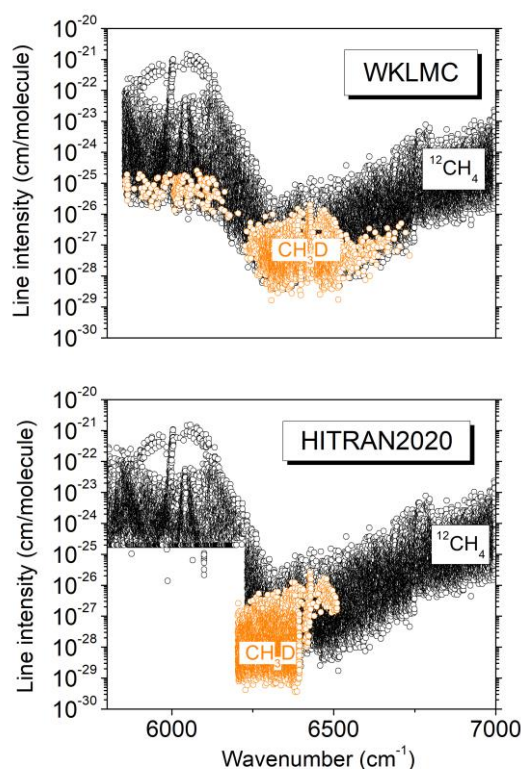 10⁻²⁰
10⁻²¹
10⁻²²
10⁻²³
10⁻²⁴
10⁻²⁵
10⁻²⁶
10⁻²⁷
10⁻²⁸
10⁻²⁹
10⁻³⁰
Line intensity (cm/molecule)
WKLMC
¹²CH₄
CH₃D
10⁻²⁰
10⁻²¹
10⁻²²
10⁻²³
10⁻²⁴
10⁻²⁵
10⁻²⁶
10⁻²⁷
10⁻²⁸
10⁻²⁹
10⁻³⁰
Line intensity (cm/molecule)
HITRAN2020
¹²CH₄
CH₃D
6000 6500 7000
Wavenumber (cm⁻¹)